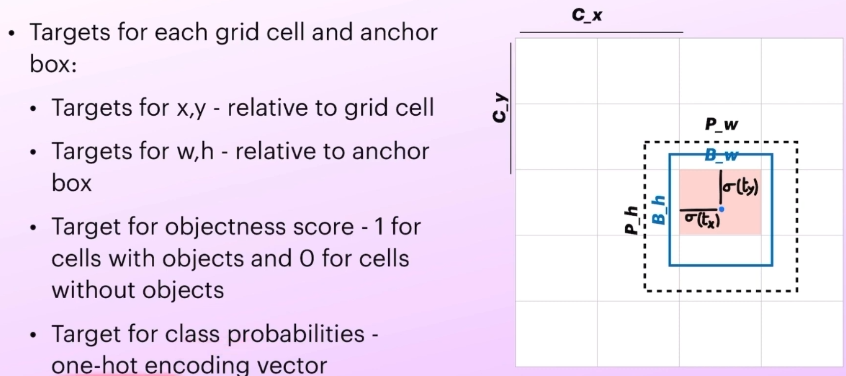 • Targets for each grid cell and anchor
box:
• Targets for x,y - relative to grid cell
• Targets for w,h - relative to anchor
box
• Target for objectness score - 1 for
cells with objects and 0 for cells
without objects
• Target for class probabilities -
one-hot encoding vector
C_x
C_y
P_w
B_w
σ(ty)
P_h
B_h
σ(tx)